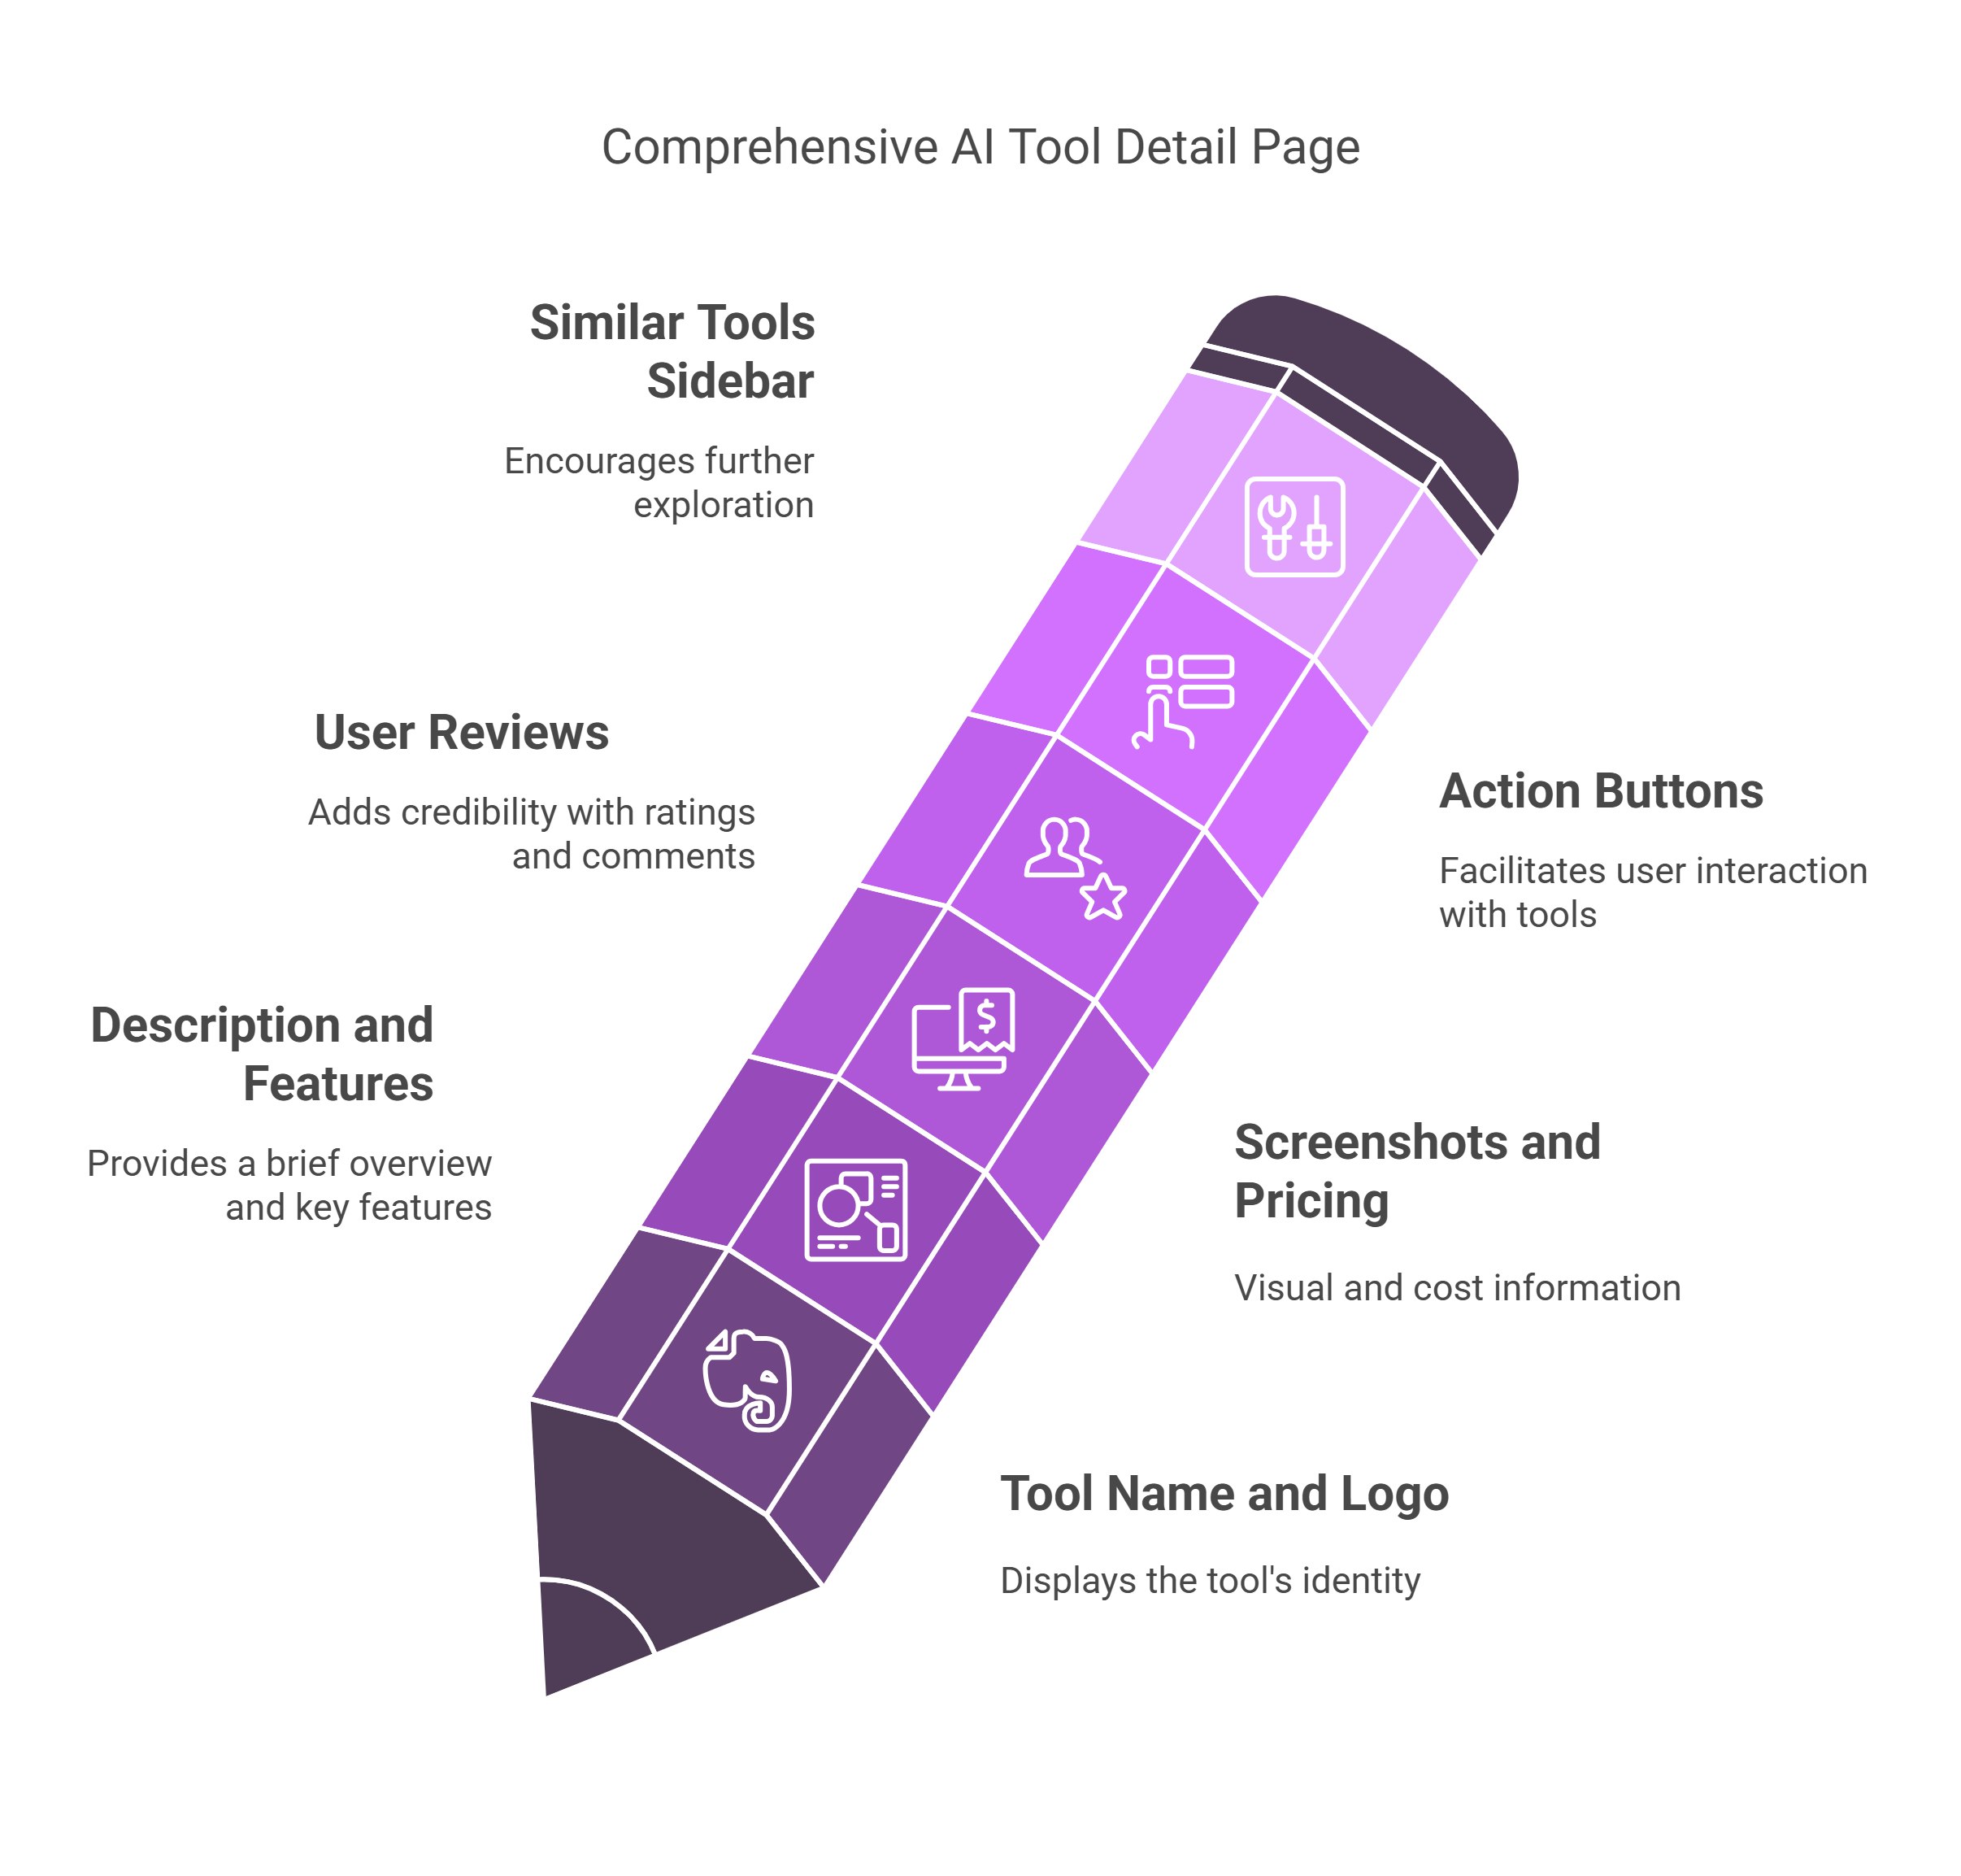 Comprehensive AI Tool Detail Page
Similar Tools
Sidebar
Encourages further
exploration
User Reviews
Adds credibility with ratings
and comments
Action Buttons
Facilitates user interaction
with tools
Description and
Features
Provides a brief overview
and key features
Screenshots and
Pricing
Visual and cost information
Tool Name and Logo
Displays the tool's identity